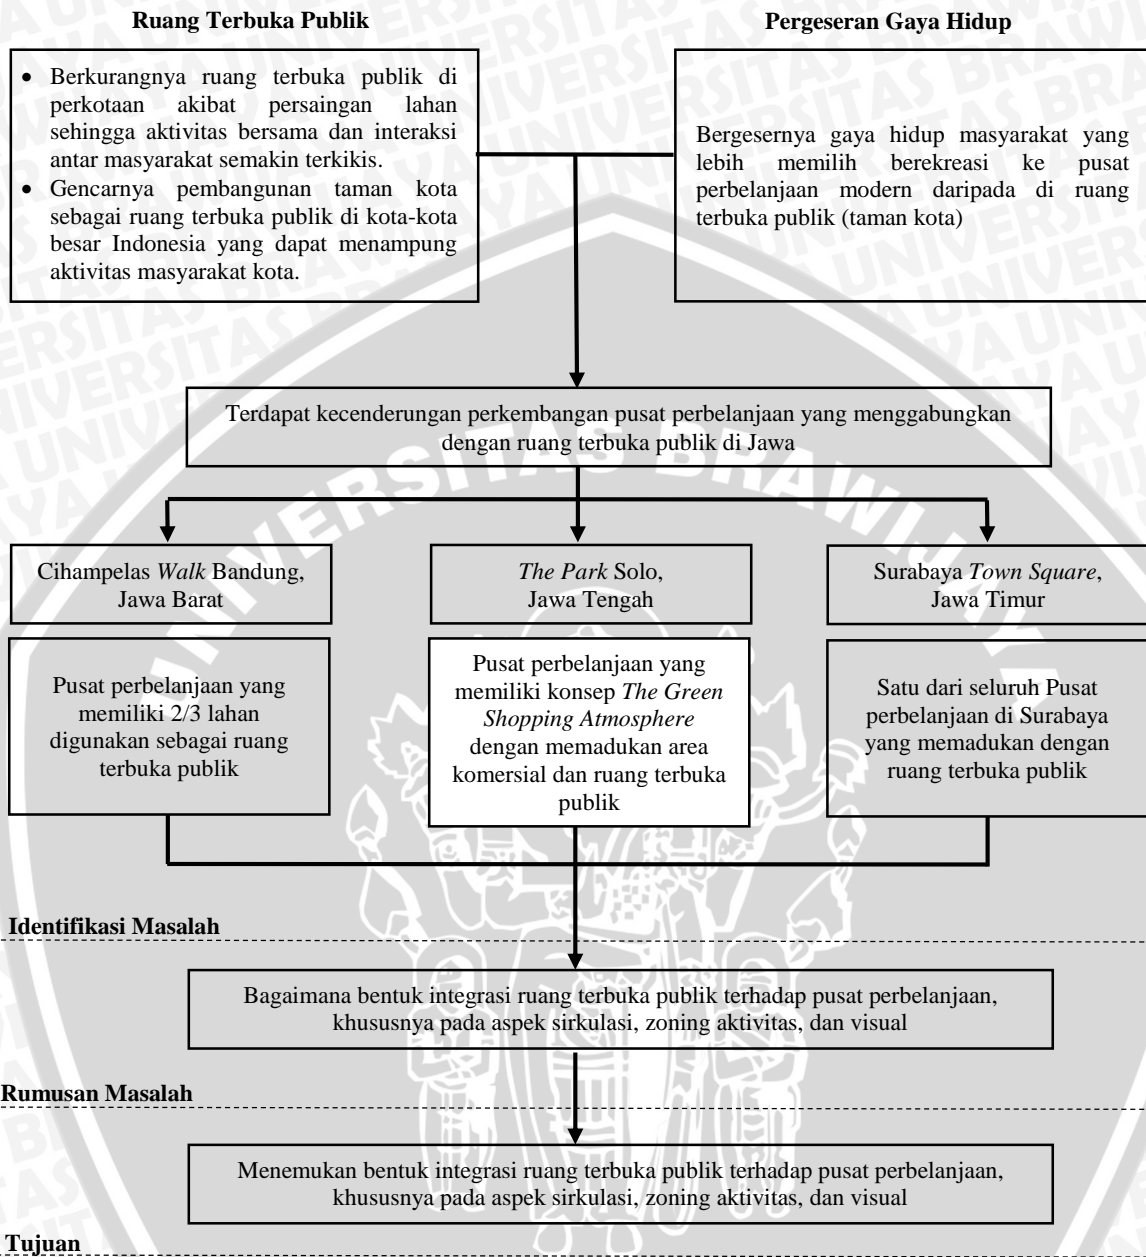 Ruang Terbuka Publik
Pergeseran Gaya Hidup
• Berkurangnya ruang terbuka publik di
perkotaan akibat persaingan lahan
sehingga aktivitas bersama dan interaksi
antar masyarakat semakin terkikis.
• Gencarnya pembangunan taman kota
sebagai ruang terbuka publik di kota-kota
besar Indonesia yang dapat menampung
aktivitas masyarakat kota.
Bergesernya gaya hidup masyarakat yang
lebih memilih berekreasi ke pusat
perbelanjaan modern daripada di ruang
terbuka publik (taman kota)
Terdapat kecenderungan perkembangan pusat perbelanjaan yang menggabungkan
dengan ruang terbuka publik di Jawa
UNIVERSITAS BRAWIJAYA
Cihampelas Walk Bandung,
Jawa Barat
The Park Solo,
Jawa Tengah
Surabaya Town Square,
Jawa Timur
Pusat perbelanjaan yang
memiliki 2/3 lahan
digunakan sebagai ruang
terbuka publik
Pusat perbelanjaan yang
memiliki konsep The Green
Shopping Atmosphere
dengan memadukan area
komersial dan ruang terbuka
publik
Satu dari seluruh Pusat
perbelanjaan di Surabaya
yang memadukan dengan
ruang terbuka publik
Identifikasi Masalah
Bagaimana bentuk integrasi ruang terbuka publik terhadap pusat perbelanjaan,
khususnya pada aspek sirkulasi, zoning aktivitas, dan visual
Rumusan Masalah
Menemukan bentuk integrasi ruang terbuka publik terhadap pusat perbelanjaan,
khususnya pada aspek sirkulasi, zoning aktivitas, dan visual
Tujuan